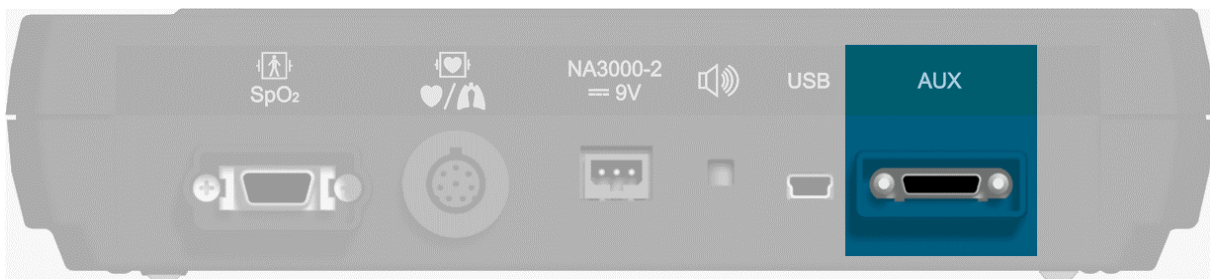 SpO₂
NA3000-2
9V
USB
AUX